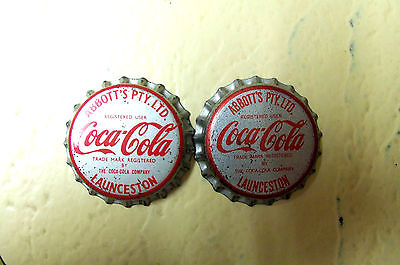 ABBOTT'S PTY. LTD.
REGISTERED USER
Coca-Cola
TRADE MARK REGISTERED
BY
THE COCA-COLA COMPANY
LAUNCESTON
ABBOTT'S PTY. LTD.
REGISTERED USER
Coca-Cola
TRADE MARK REGISTERED
BY
THE COCA-COLA COMPANY
LAUNCESTON